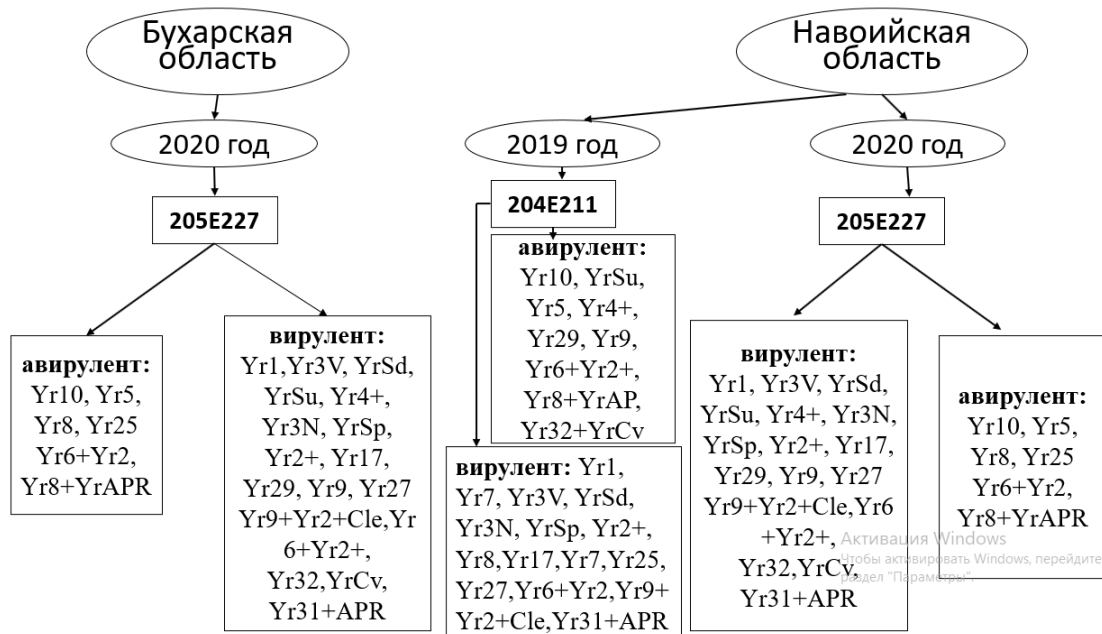 Бухарская
область
Навоийская
область
2020 год
2019 год
2020 год
205E227
204E211
205E227
авирулент:
Yr10, Yr5,
Yr8, Yr25
Yr6+Yr2,
Yr8+YrAPR
вирулент:
Yr1,Yr3V, YrSd,
YrSu, Yr4+,
Yr3N, YrSp,
Yr2+, Yr17,
Yr29, Yr9, Yr27
Yr9+Yr2+Cle,Yr
6+Yr2+,
Yr32,YrCv,
Yr31+APR
авирулент:
Yr10, YrSu,
Yr5, Yr4+,
Yr29, Yr9,
Yr6+Yr2+,
Yr8+YrAP,
Yr32+YrCv
вирулент: Yr1,
Yr7, Yr3V, YrSd,
Yr3N, YrSp, Yr2+,
Yr8,Yr17,Yr7,Yr25,
Yr27,Yr6+Yr2,Yr9+
Yr2+Cle,Yr31+APR
вирулент:
Yr1, Yr3V, YrSd,
YrSu, Yr4+, Yr3N,
YrSp, Yr2+, Yr17,
Yr29, Yr9, Yr27
Yr9+Yr2+Cle,Yr6
+Yr2+,
Yr32,YrCv,
Yr31+APR
авирулент:
Yr10, Yr5,
Yr8, Yr25
Yr6+Yr2,
Yr8+YrAPR
Активация Windows
Чтобы активировать Windows, перейдите
раздел "Параметры".